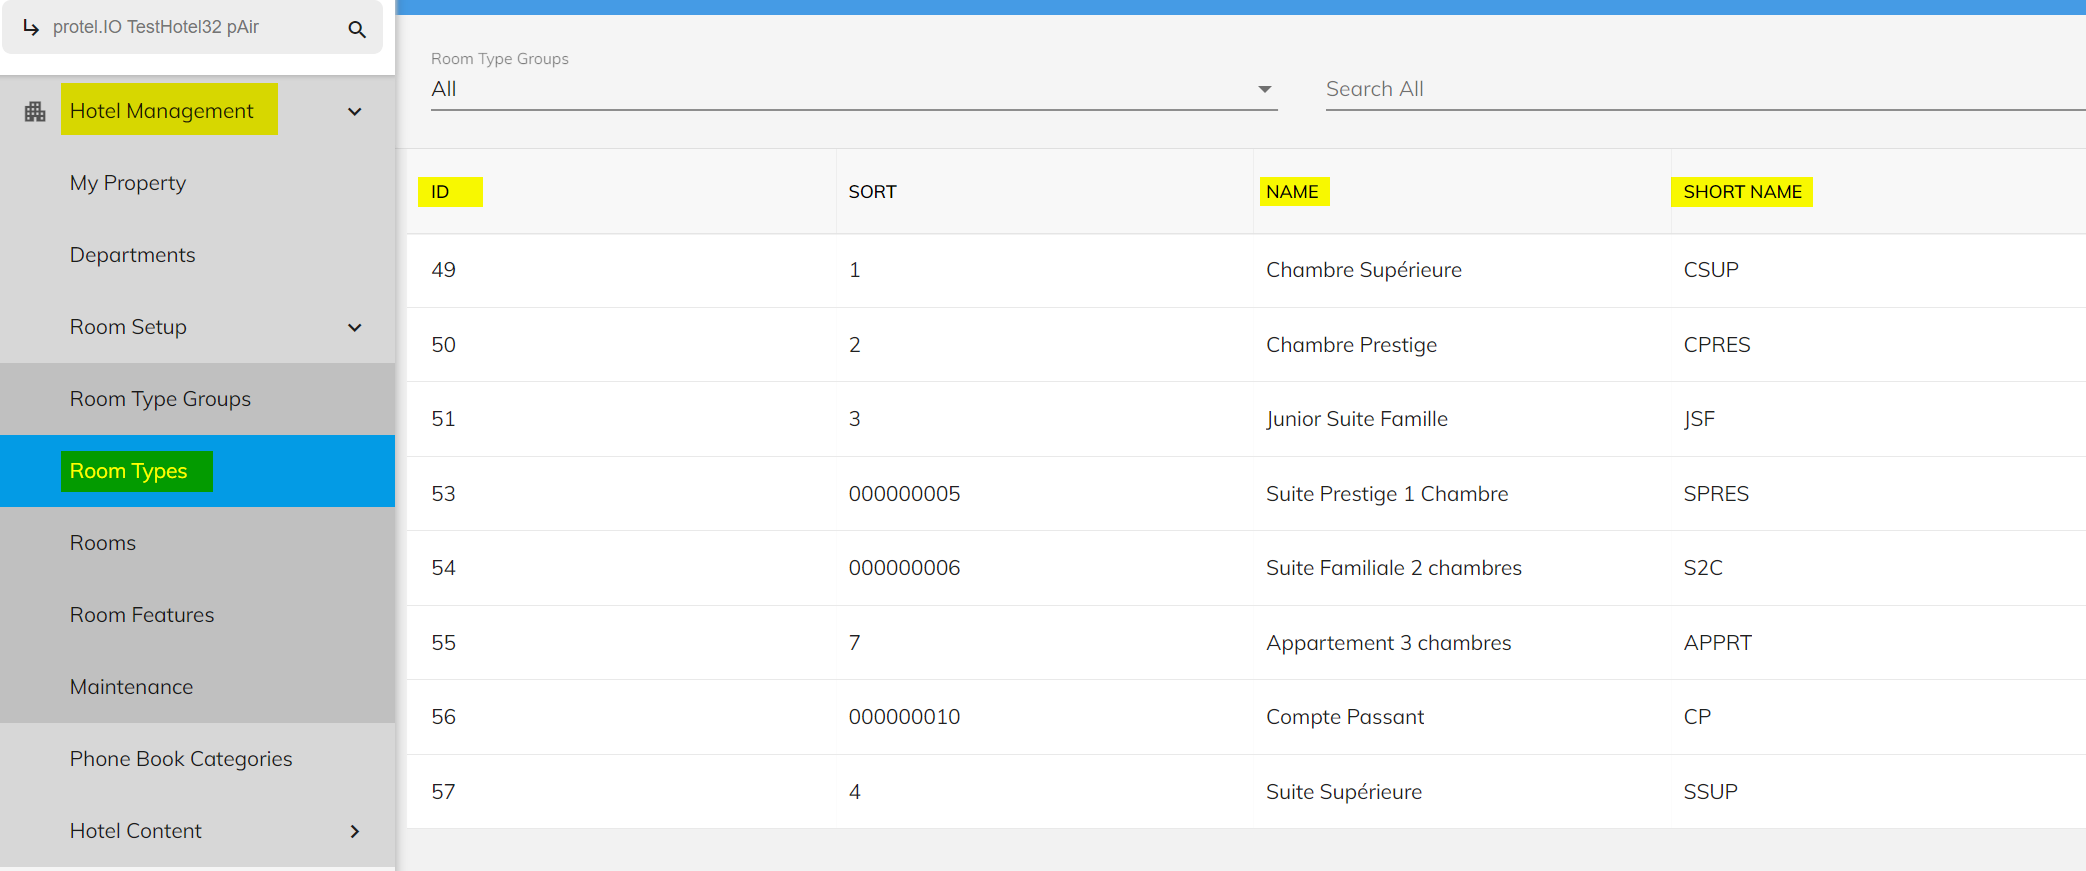 protel.IO TestHotel32 pAir
Hotel Management
My Property
Departments
Room Setup
Room Type Groups
Room Types
Rooms
Room Features
Maintenance
Phone Book Categories
Hotel Content
Room Type Groups
All
Search All
ID SORT NAME SHORT NAME
49 1 Chambre Supérieure CSUP
50 2 Chambre Prestige CPRES
51 3 Junior Suite Famille JSF
53 000000005 Suite Prestige 1 Chambre SPRES
54 000000006 Suite Familiale 2 chambres S2C
55 7 Appartement 3 chambres APPRT
56 000000010 Compte Passant CP
57 4 Suite Supérieure SSUP